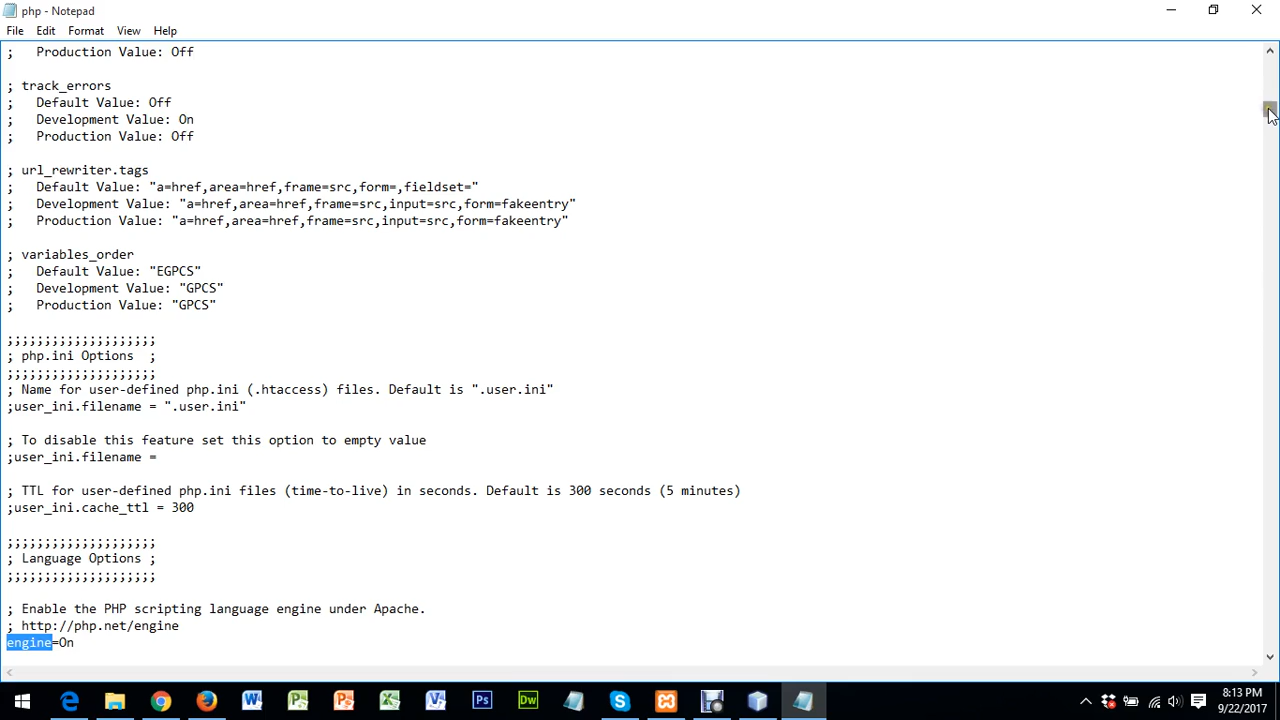 php - Notepad
File Edit Format View Help
;   Production Value: Off
; track_errors
;   Default Value: Off
;   Development Value: On
;   Production Value: Off
; url_rewriter.tags
;   Default Value: "a=href,area=href,frame=src,form=,fieldset="
;   Development Value: "a=href,area=href,frame=src,input=src,form=fakeentry"
;   Production Value: "a=href,area=href,frame=src,input=src,form=fakeentry"
; variables_order
;   Default Value: "EGPCS"
;   Development Value: "GPCS"
;   Production Value: "GPCS"
;;;;;;;;;;;;;;;;;;;;
; php.ini Options  ;
;;;;;;;;;;;;;;;;;;;;
; Name for user-defined php.ini (.htaccess) files. Default is ".user.ini"
;user_ini.filename = ".user.ini"
; To disable this feature set this option to empty value
;user_ini.filename =
; TTL for user-defined php.ini files (time-to-live) in seconds. Default is 300 seconds (5 minutes)
;user_ini.cache_ttl = 300
;;;;;;;;;;;;;;;;;;;;
; Language Options ;
;;;;;;;;;;;;;;;;;;;;
; Enable the PHP scripting language engine under Apache.
; http://php.net/engine
engine=On
8:13 PM
9/22/2017